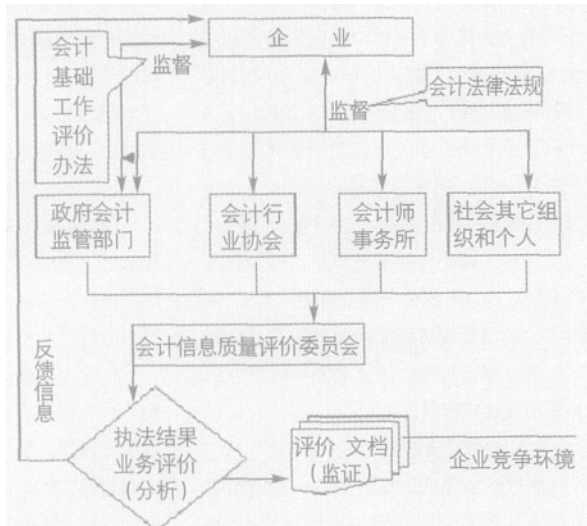 企 业
会计
基础
工作
评价
办法
监督
监督
会计法律法规
政府会计
监管部门
会计行
业协会
会计师
事务所
社会其它组
织和个人
会计信息质量评价委员会
反馈信息
执法结果
业务评价
(分析)
评价 文档
(监证)
企业竞争环境